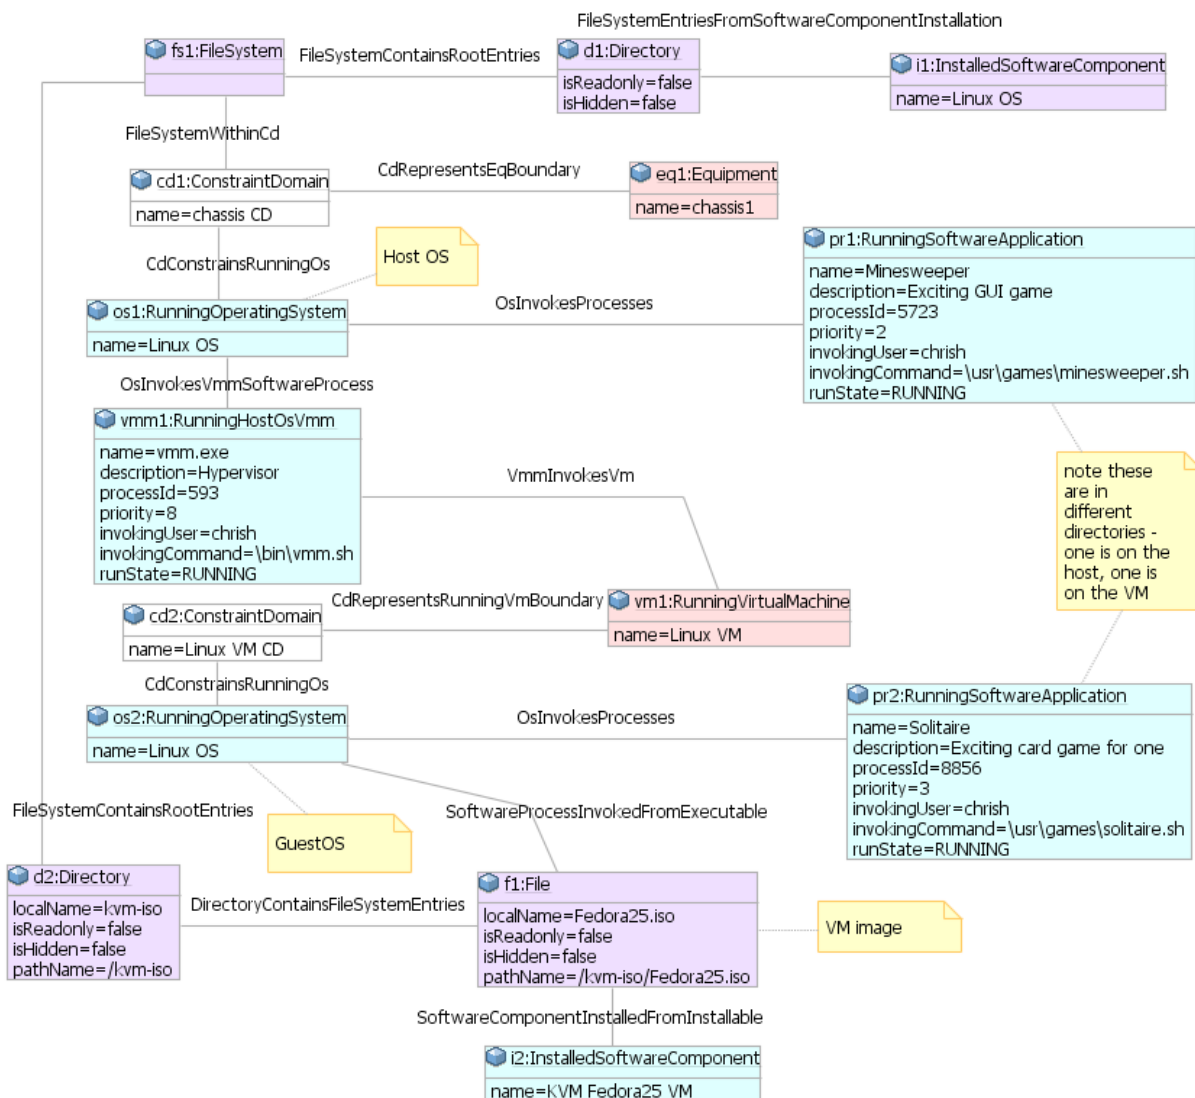 FileSystemEntriesFromSoftwareComponentInstallation
fs1:FileSystem
FileSystemContainsRootEntries
d1:Directory
isReadonly=false
isHidden=false
i1:InstalledSoftwareComponent
name=Linux OS
FileSystemWithinCd
cd1:ConstraintDomain
name=chassis CD
CdRepresentsEqBoundary
eq1:Equipment
name=chassis1
CdConstrainsRunningOs
Host OS
pr1:RunningSoftwareApplication
name=Minesweeper
description=Exciting GUI game
processId=5723
priority=2
invokingUser=chrish
invokingCommand=\usr\games\minesweeper.sh
runState=RUNNING
os1:RunningOperatingSystem
name=Linux OS
OsInvokesProcesses
OsInvokesVmmSoftwareProcess
vmm1:RunningHostOsVmm
name=vmm.exe
description=Hypervisor
processId=593
priority=8
invokingUser=chrish
invokingCommand=\bin\vmm.sh
runState=RUNNING
VmmInvokesVm
note these
are in
different
directories -
one is on the
host, one is
on the VM
cd2:ConstraintDomain
name=Linux VM CD
CdRepresentsRunningVmBoundary
vm1:RunningVirtualMachine
name=Linux VM
CdConstrainsRunningOs
os2:RunningOperatingSystem
name=Linux OS
OsInvokesProcesses
pr2:RunningSoftwareApplication
name=Solitaire
description=Exciting card game for one
processId=8856
priority=3
invokingUser=chrish
invokingCommand=\usr\games\solitaire.sh
runState=RUNNING
FileSystemContainsRootEntries
SoftwareProcessInvokedFromExecutable
GuestOS
d2:Directory
localName=kvm-iso
isReadonly=false
isHidden=false
pathName=/kvm-iso
DirectoryContainsFileSystemEntries
f1:File
localName=Fedora25.iso
isReadonly=false
isHidden=false
pathName=/kvm-iso/Fedora25.iso
VM image
SoftwareComponentInstalledFromInstallable
i2:InstalledSoftwareComponent
name=KVM Fedora25 VM